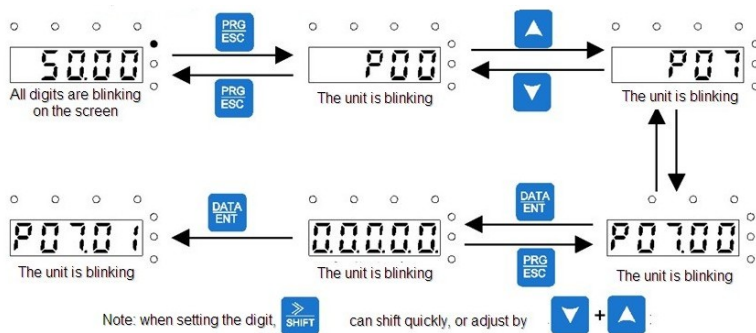 PRG
ESC
50.00
P00
P07
PRG
ESC
All digits are blinking
on the screen
The unit is blinking
The unit is blinking
DATA
ENT
DATA
ENT
P07.01
0.0.0.0.0.
P07.00
PRG
ESC
The unit is blinking
The unit is blinking
The unit is blinking
Note: when setting the digit, >> SHIFT can shift quickly, or adjust by + :